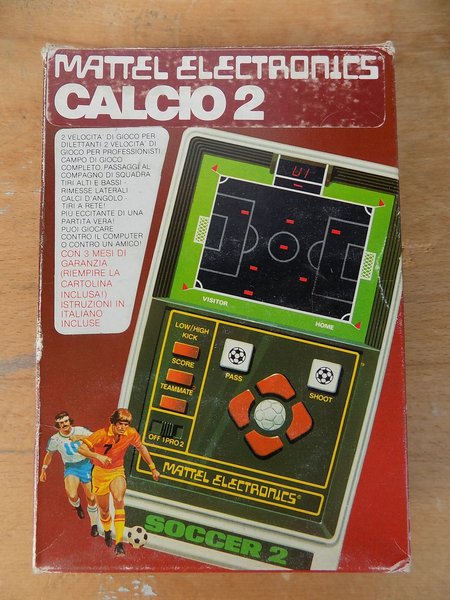 MATTEL ELECTRONICS
CALCIO 2
2 VELOCITA' DI GIOCO PER
DILETTANTI 2 VELOCITA' DI
GIOCO PER PROFESSIONISTI
CAMPO DI GIOCO
COMPLETO, PASSAGGI AL
COMPAGNO DI SQUADRA
TIRI ALTI E BASSI -
RIMESSE LATERALI
CALCI D'ANGOLO -
TIRI A RETE!
PIU ECCITANTE DI UNA
PARTITA VERA!
PUOI GIOCARE
CONTRO IL COMPUTER
O CONTRO UN AMICO!
CON 3 MESI DI
GARANZIA
(RIEMPIRE LA
CARTOLINA
INCLUSA!)
ISTRUZIONI IN
ITALIANO
INCLUSE
VISITOR
HOME
LOW/HIGH
KICK
SCORE
TEAMMATE
OFF 1 PRO 2
PASS
SHOOT
7
MATTEL ELECTRONICS®
SOCCER 2